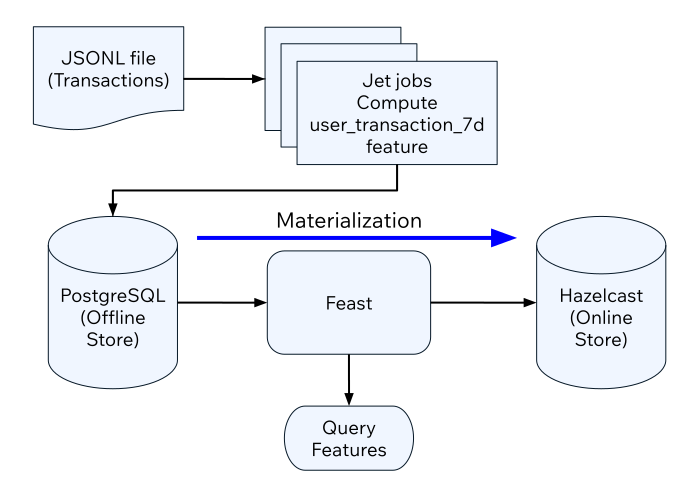 JSONL file
(Transactions)
Jet jobs
Compute
user_transaction_7d
feature
Materialization
PostgreSQL
(Offline
Store)
Feast
Hazelcast
(Online
Store)
Query
Features